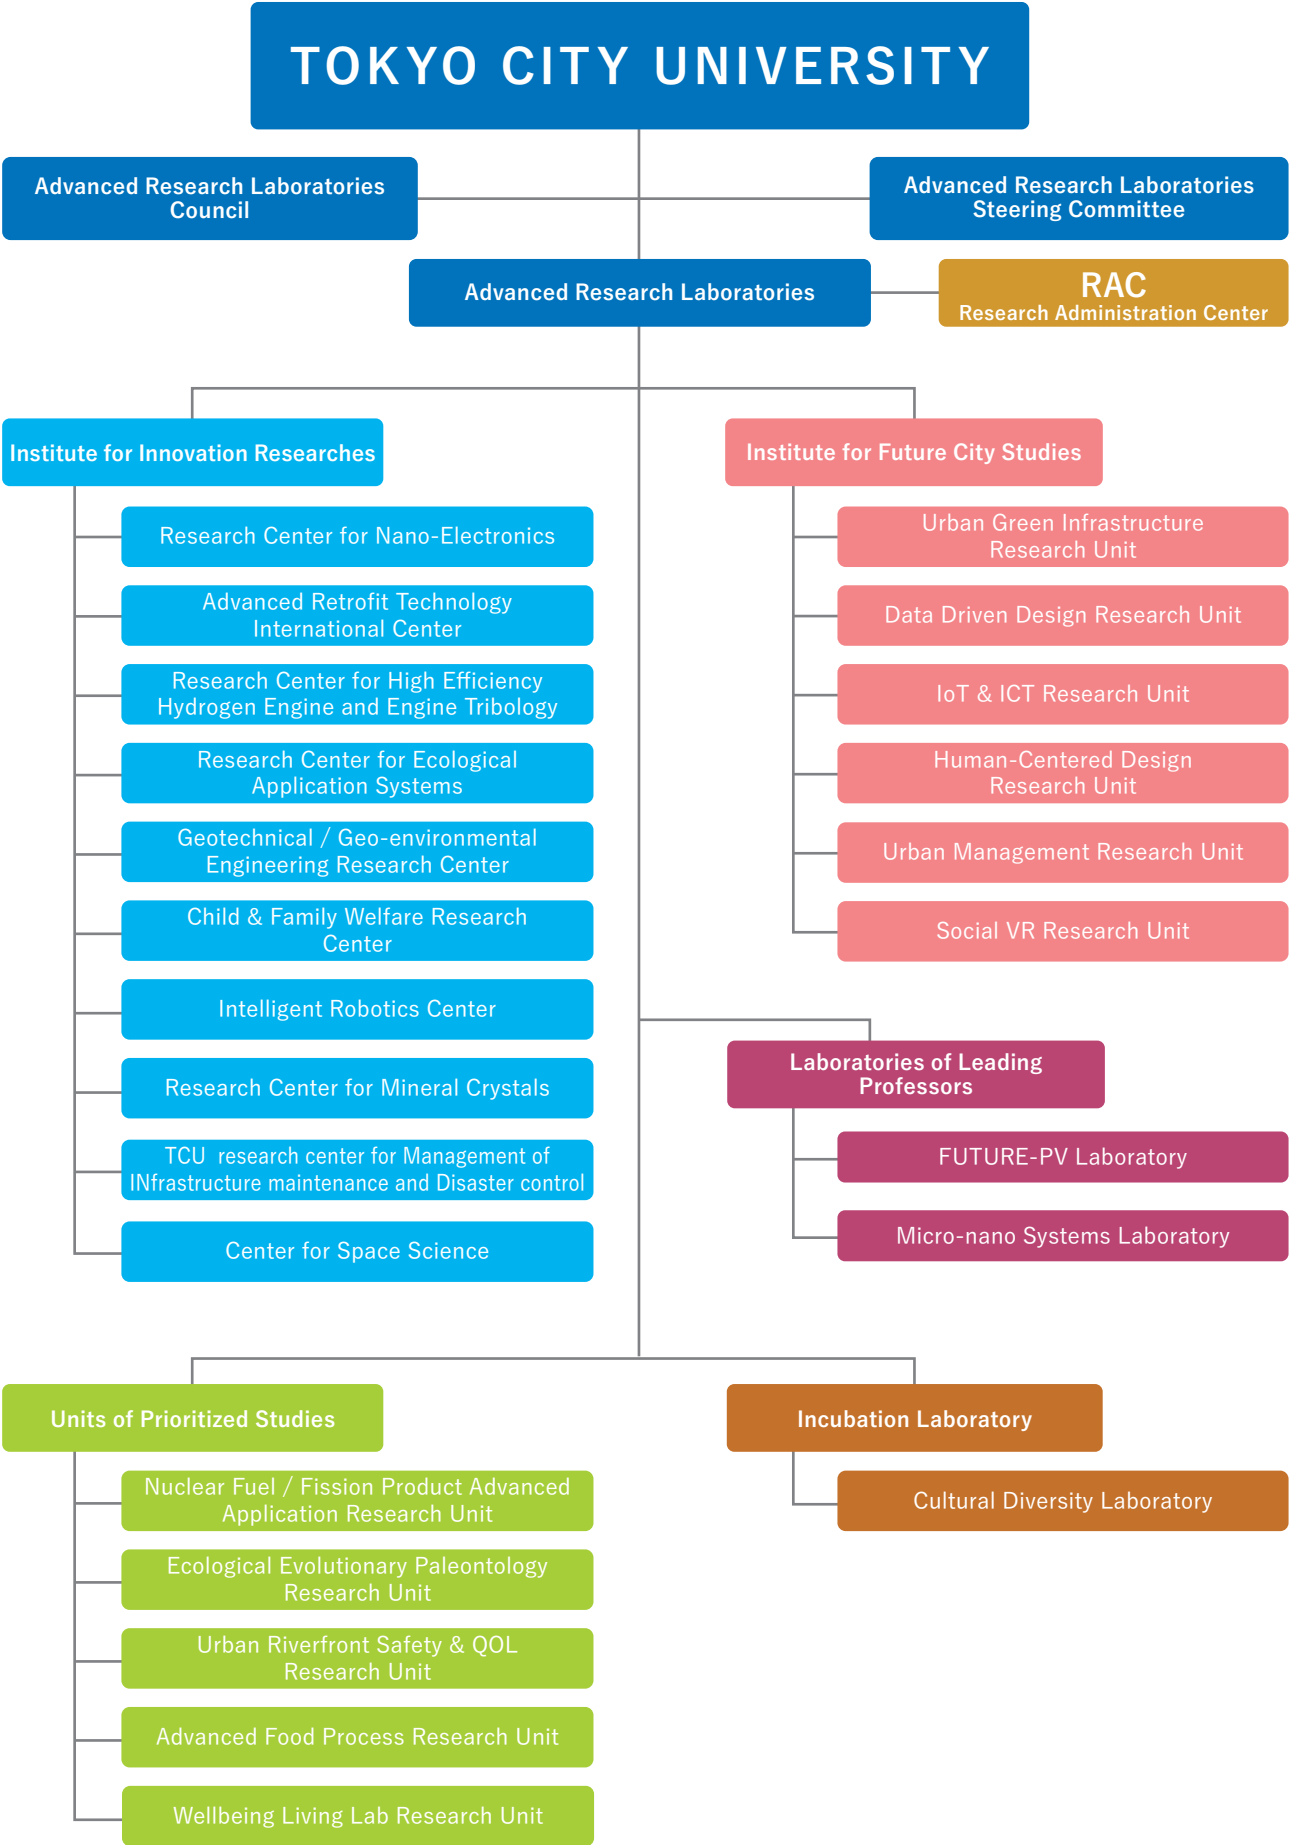 TOKYO CITY UNIVERSITY
Advanced Research Laboratories
Council
Advanced Research Laboratories
Steering Committee
Advanced Research Laboratories
RAC
Research Administration Center
Institute for Innovation Researches
Research Center for Nano-Electronics
Advanced Retrofit Technology
International Center
Research Center for High Efficiency
Hydrogen Engine and Engine Tribology
Research Center for Ecological
Application Systems
Geotechnical / Geo-environmental
Engineering Research Center
Child & Family Welfare Research
Center
Intelligent Robotics Center
Research Center for Mineral Crystals
TCU research center for Management of
INfrastructure maintenance and Disaster control
Center for Space Science
Institute for Future City Studies
Urban Green Infrastructure
Research Unit
Data Driven Design Research Unit
IoT & ICT Research Unit
Human-Centered Design
Research Unit
Urban Management Research Unit
Social VR Research Unit
Laboratories of Leading
Professors
FUTURE-PV Laboratory
Micro-nano Systems Laboratory
Units of Prioritized Studies
Nuclear Fuel / Fission Product Advanced
Application Research Unit
Ecological Evolutionary Paleontology
Research Unit
Urban Riverfront Safety & QOL
Research Unit
Advanced Food Process Research Unit
Wellbeing Living Lab Research Unit
Incubation Laboratory
Cultural Diversity Laboratory